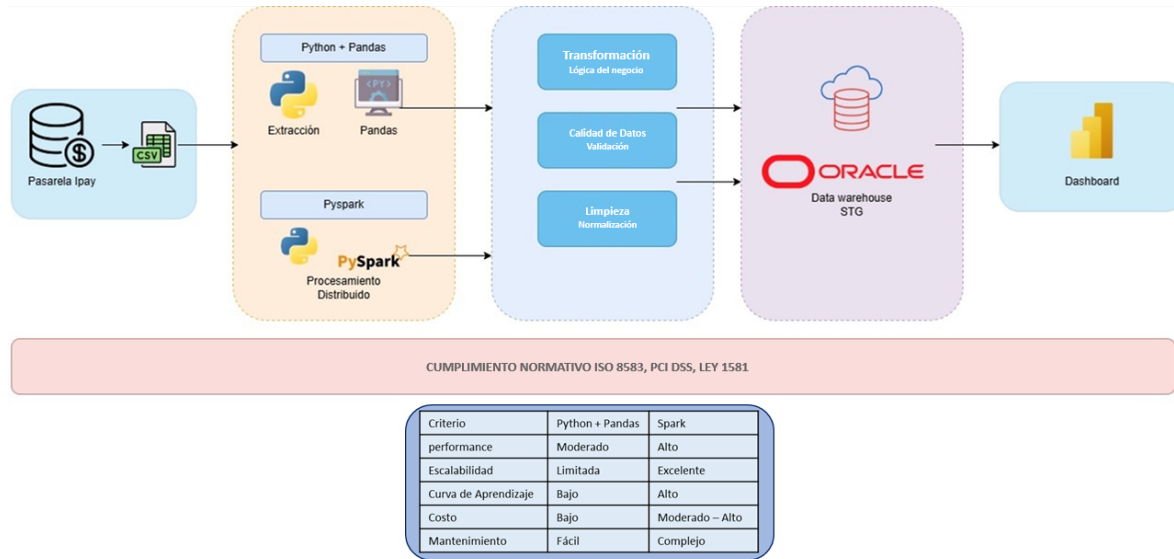 Pasarela Ipay
CSV
Python + Pandas
<PY>
Extracción
Pandas
Pyspark
PySpark
Procesamiento
Distribuido
Transformación
Lógica del negocio
Calidad de Datos
Validación
Limpieza
Normalización
ORACLE
Data warehouse
STG
Dashboard
CUMPLIMIENTO NORMATIVO ISO 8583, PCI DSS, LEY 1581
Criterio Python + Pandas Spark
performance Moderado Alto
Escalabilidad Limitada Excelente
Curva de Aprendizaje Bajo Alto
Costo Bajo Moderado – Alto
Mantenimiento Fácil Complejo